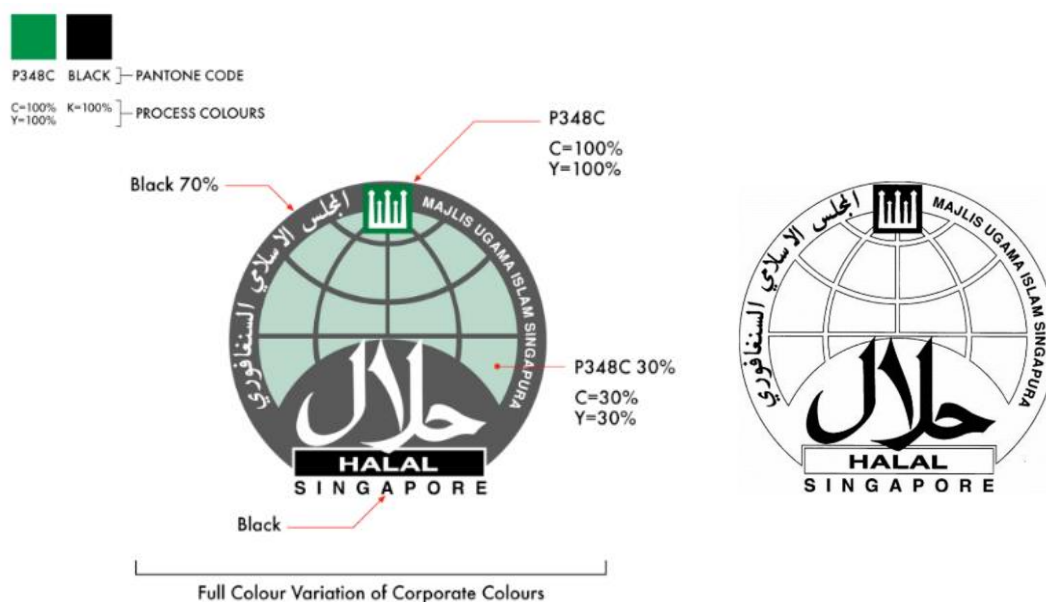 P348C BLACK PANTONE CODE
C=100% K=100% PROCESS COLOURS
Y=100%
P348C
C=100%
Y=100%
Black 70%
المجلس الاسلامي السنغافوري
MAJLIS UGAMA ISLAM SINGAPURA
P348C 30%
C=30%
Y=30%
حلال
HALAL
SINGAPORE
Black
Full Colour Variation of Corporate Colours
المجلس الاسلامي السنغافوري
MAJLIS UGAMA ISLAM SINGAPURA
حلال
HALAL
SINGAPORE